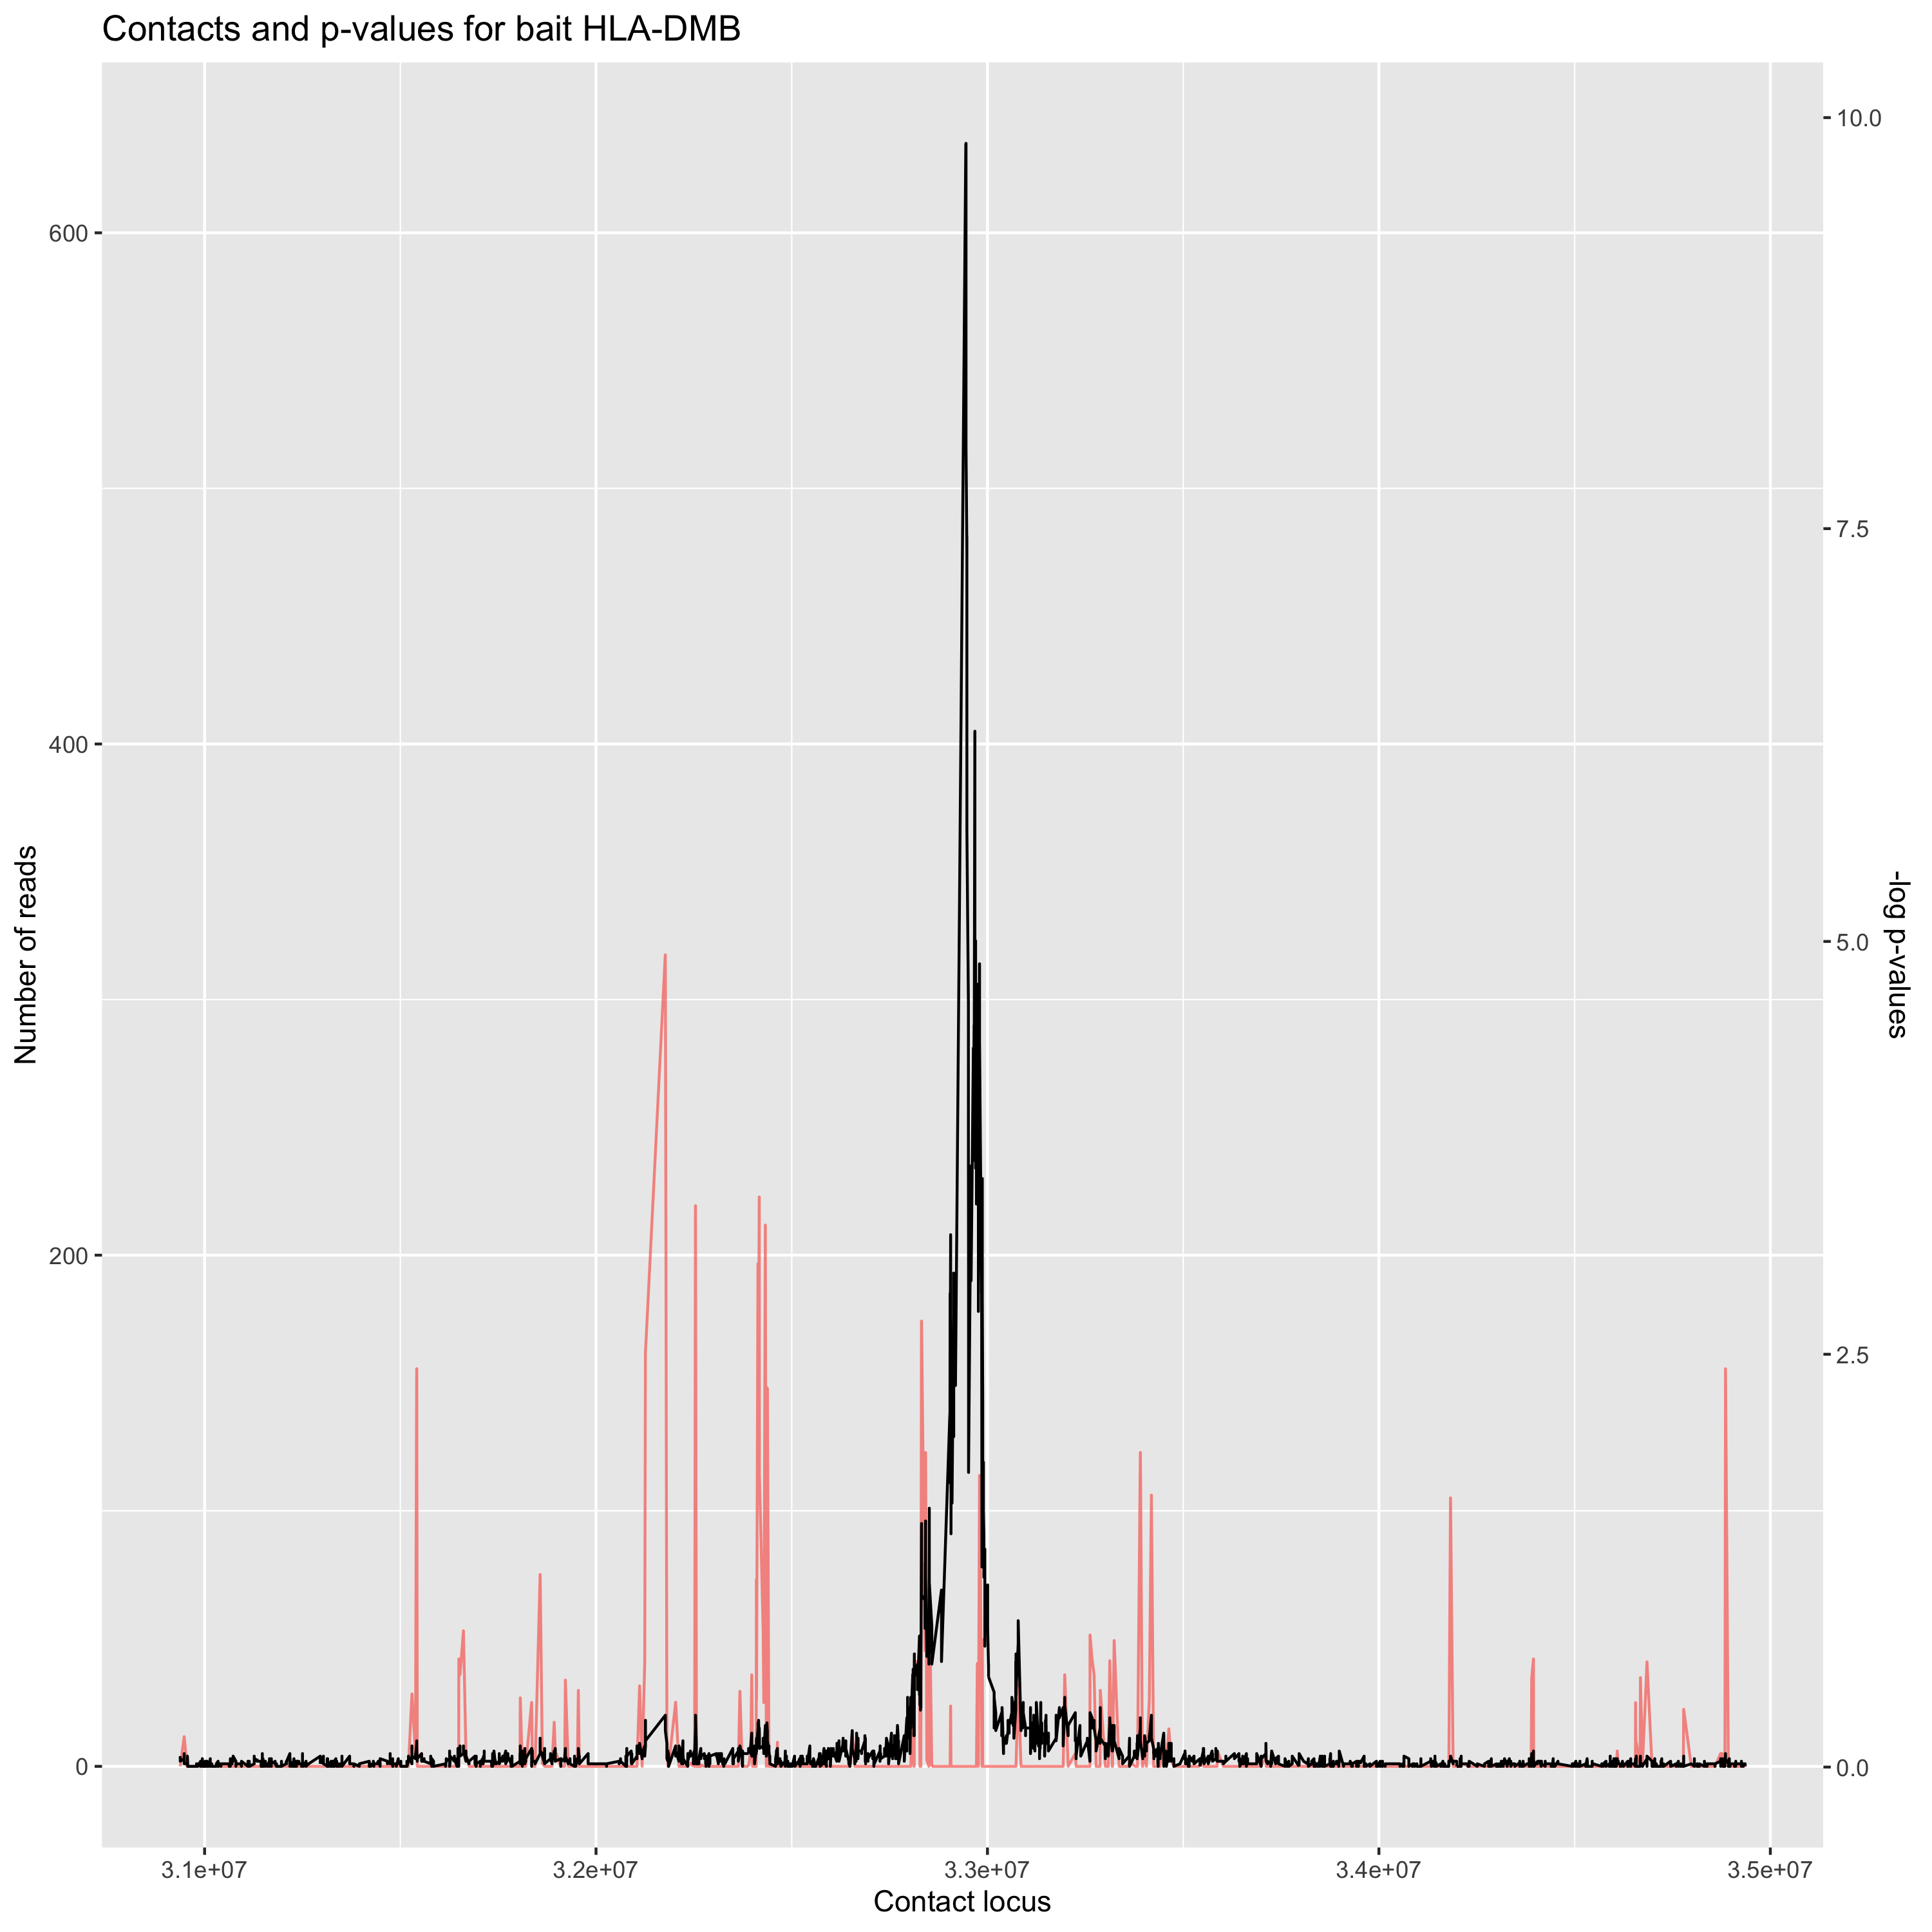 Contacts and p-values for bait HLA-DMB
10.0
600
7.5
400
5.0
Number of reads
-log p-values
200
2.5
0
0.0
3.1e+07 3.2e+07 3.3e+07 3.4e+07 3.5e+07
Contact locus